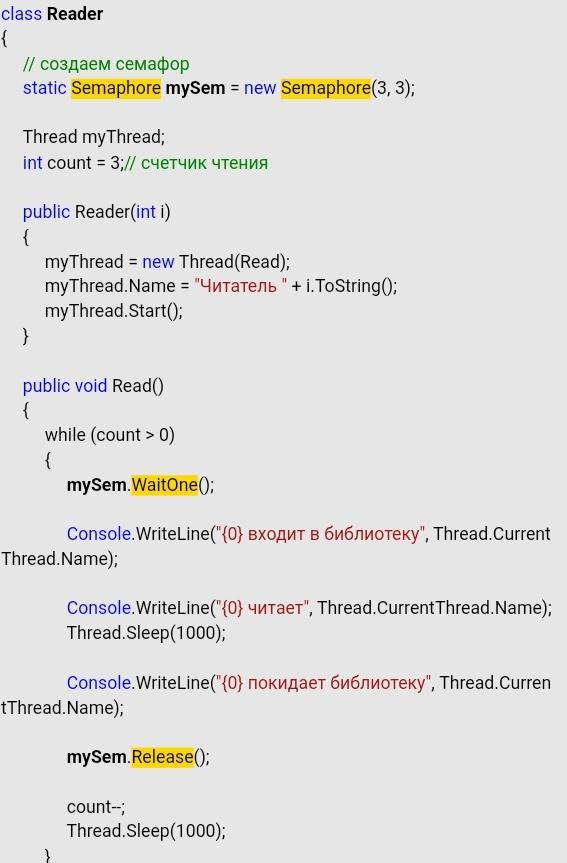 class Reader
{
// создаем семафор
static Semaphore mySem = new Semaphore(3, 3);
Thread myThread;
int count = 3;// счетчик чтения
public Reader(int i)
{
myThread = new Thread(Read);
myThread.Name = "Читатель " + i.ToString();
myThread.Start();
}
public void Read()
{
while (count > 0)
{
mySem.WaitOne();
Console.WriteLine("{0} входит в библиотеку", Thread.Current
Thread.Name);
Console.WriteLine("{0} читает", Thread.CurrentThread.Name);
Thread.Sleep(1000);
Console.WriteLine("{0} покидает библиотеку", Thread.Curren
tThread.Name);
mySem.Release();
count--;
Thread.Sleep(1000);
}